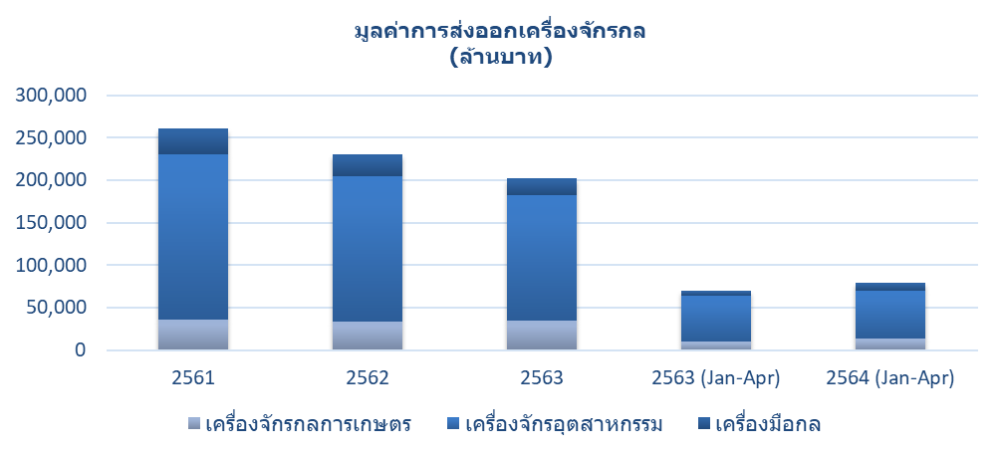 มูลค่าการส่งออกเครื่องจักรกล
(ล้านบาท)
300,000
250,000
200,000
150,000
100,000
50,000
0
2561 2562 2563 2563 (Jan-Apr) 2564 (Jan-Apr)
เครื่องจักรกลการเกษตร เครื่องจักรอุตสาหกรรม เครื่องมือกล